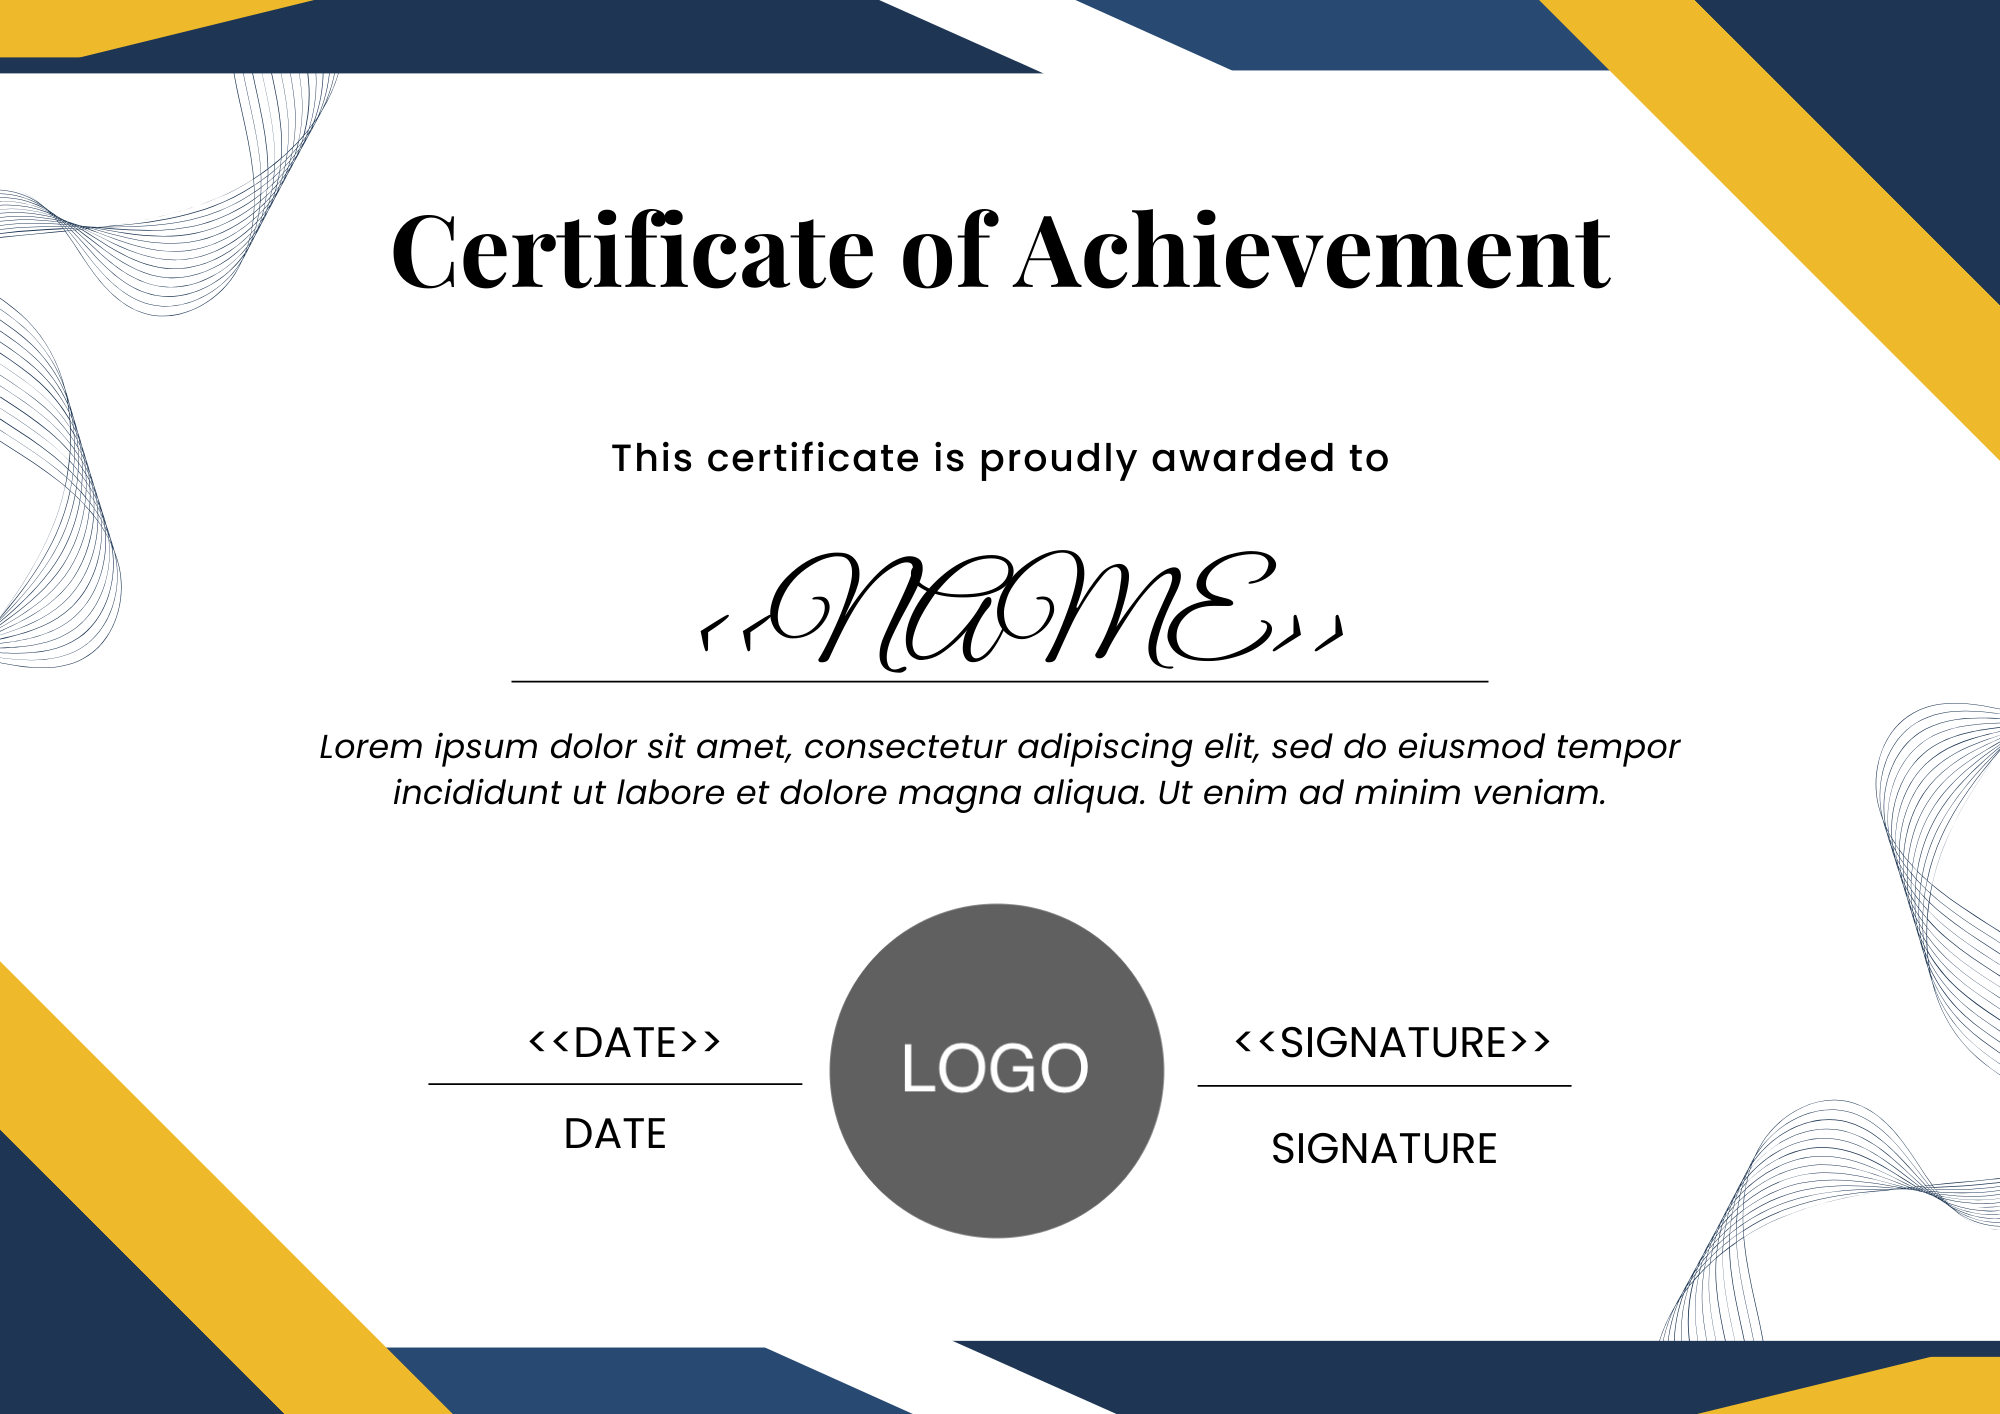 Certificate of Achievement
This certificate is proudly awarded to
<<NAME>>
Lorem ipsum dolor sit amet, consectetur adipiscing elit, sed do eiusmod tempor
incididunt ut labore et dolore magna aliqua. Ut enim ad minim veniam.
<<DATE>>
DATE
LOGO
<<SIGNATURE>>
SIGNATURE